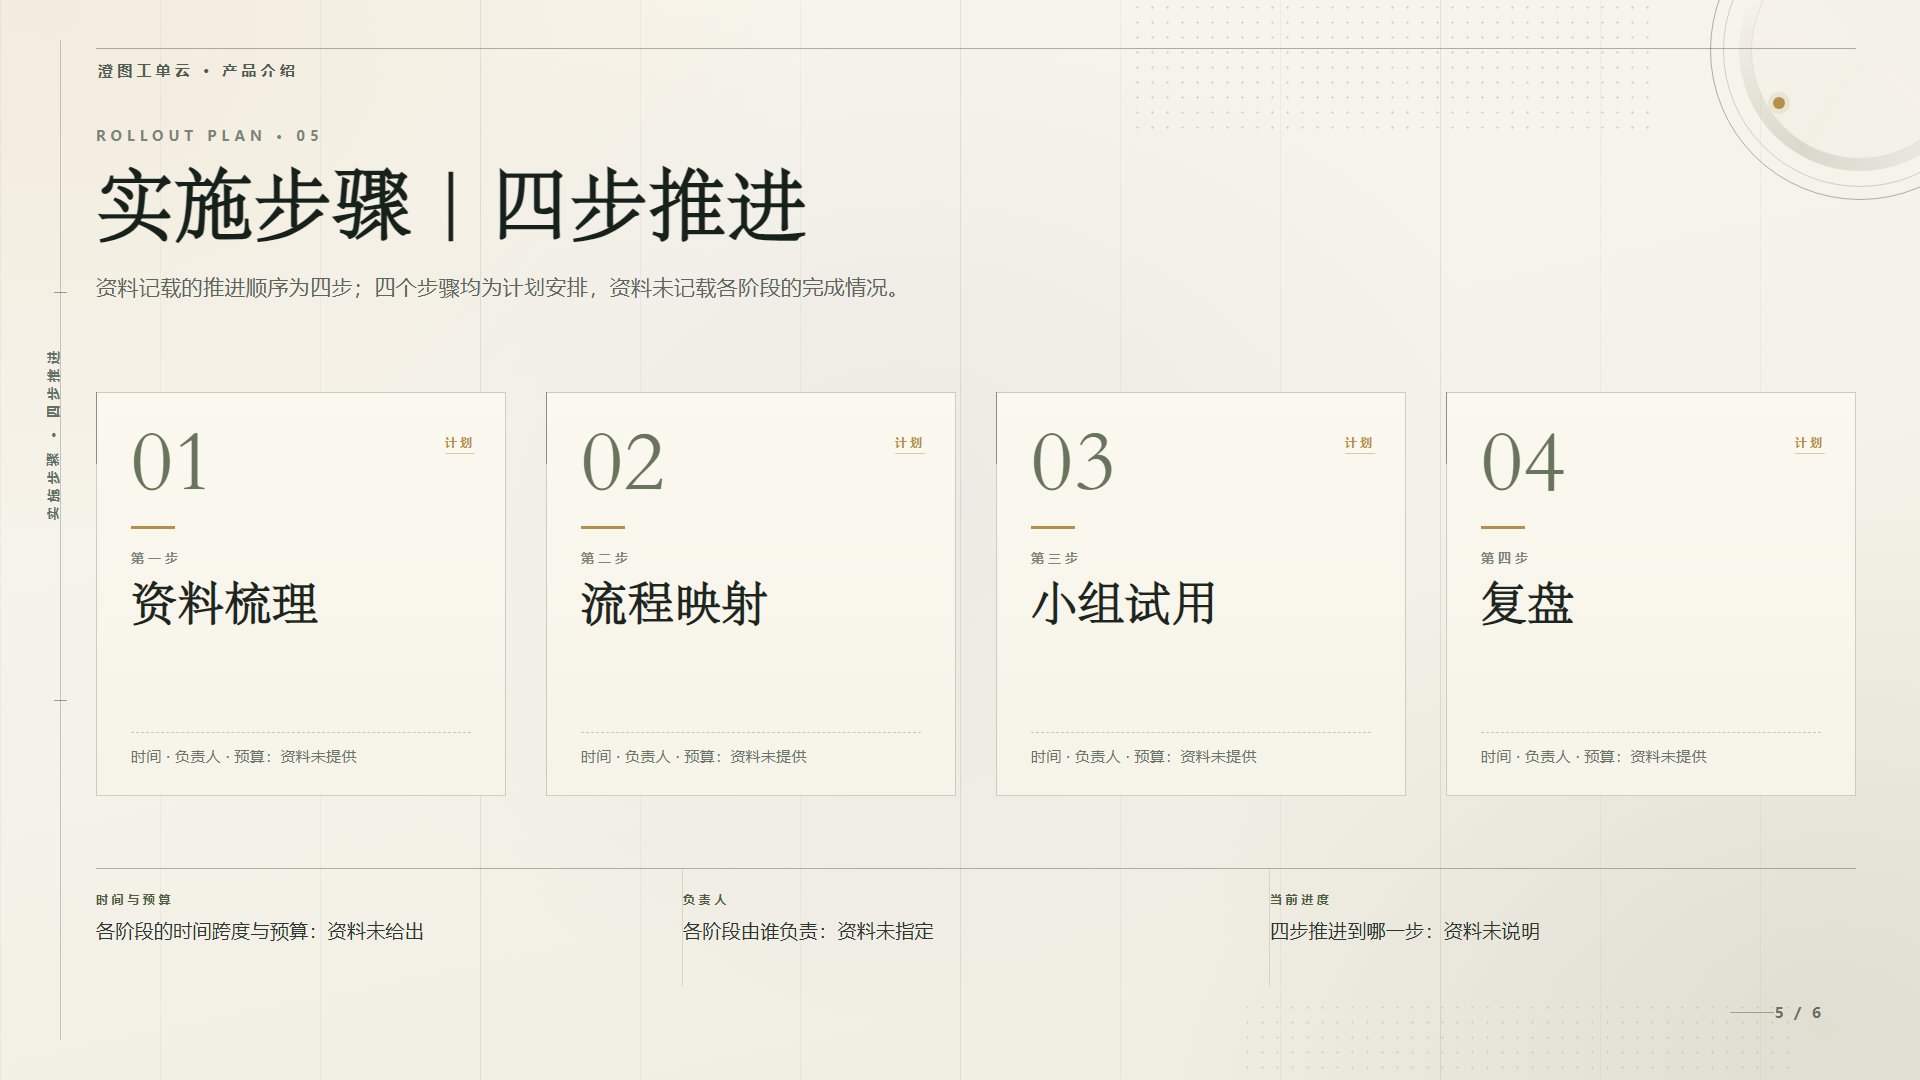 澄图工单云 • 产品介绍
ROLLOUT PLAN • 05
实施步骤｜四步推进
资料记载的推进顺序为四步；四个步骤均为计划安排，资料未记载各阶段的完成情况。
实施步骤 • 四步推进
01
计划
第一步
资料梳理
时间 · 负责人 · 预算：资料未提供
02
计划
第二步
流程映射
时间 · 负责人 · 预算：资料未提供
03
计划
第三步
小组试用
时间 · 负责人 · 预算：资料未提供
04
计划
第四步
复盘
时间 · 负责人 · 预算：资料未提供
时间与预算
各阶段的时间跨度与预算：资料未给出
负责人
各阶段由谁负责：资料未指定
当前进度
四步推进到哪一步：资料未说明
5 / 6